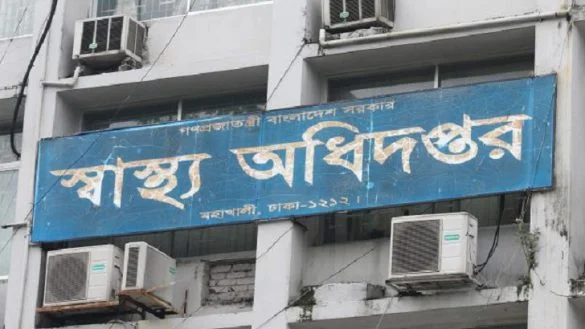 গণপ্রজাতন্ত্রী বাংলাদেশ সরকার
স্বাস্থ্য অধিদপ্তর
মহাখালী, ঢাকা-১২১২।